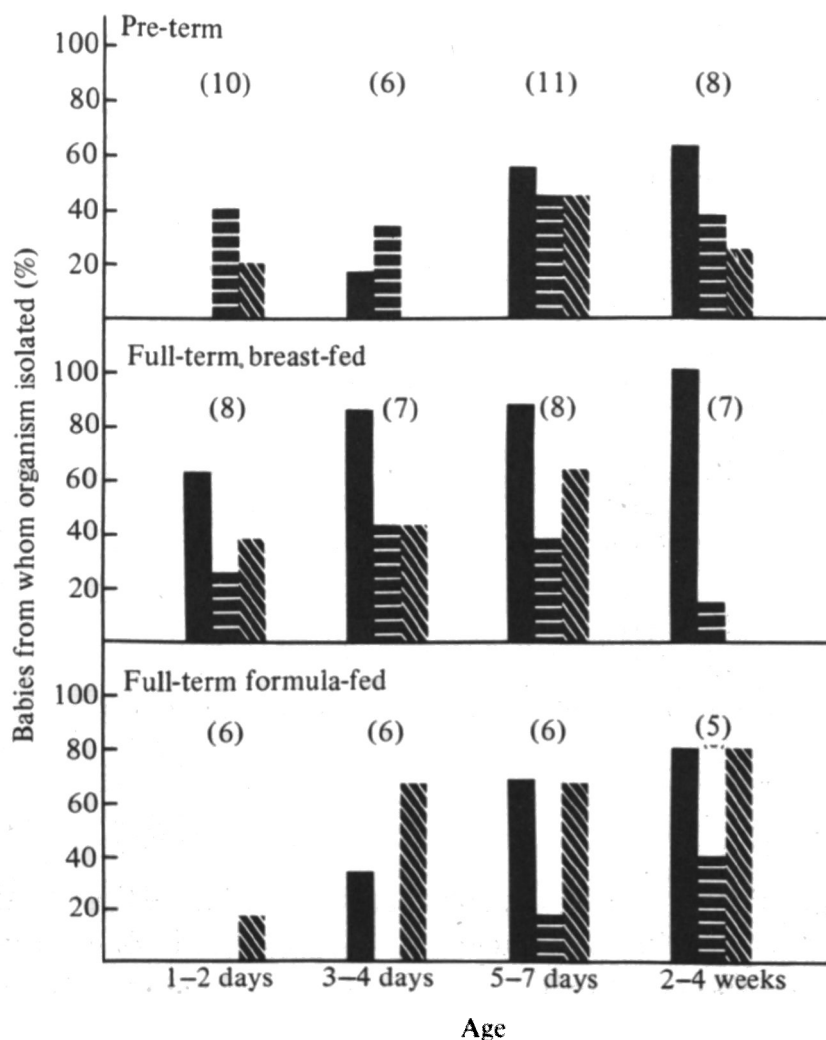 Pre-term
100
80
60
40
20
(10) (6) (11) (8)
Full-term, breast-fed
100
80
60
40
20
(8) (7) (8) (7)
Full-term formula-fed
100
80
60
40
20
(6) (6) (6) (5)
1–2 days 3–4 days 5–7 days 2–4 weeks
Age
Babies from whom organism isolated (%)